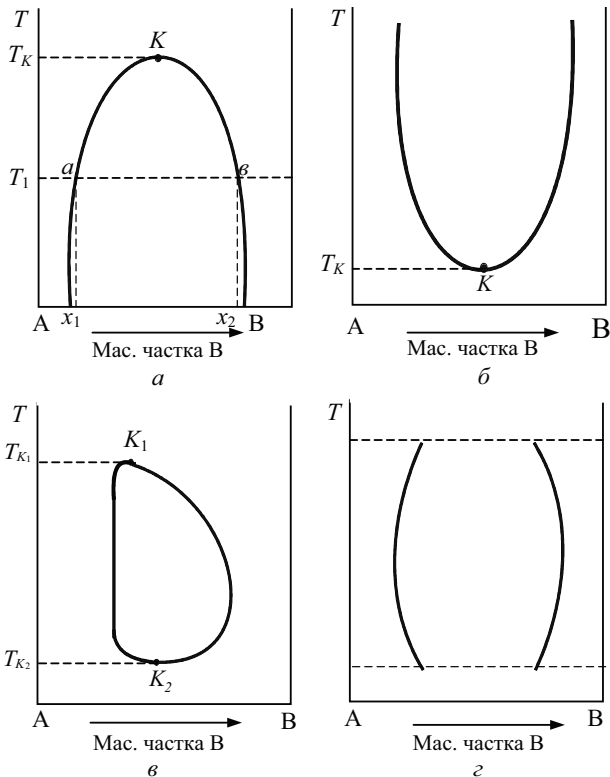 T
K
T_K
a
в
T_1
A x_1 x_2 B
Мас. частка В
а
T
T_K
K
A B
Мас. частка В
б
T
K_1
T_{K_1}
T_{K_2}
K_2
A B
Мас. частка В
в
T
A B
Мас. частка В
г